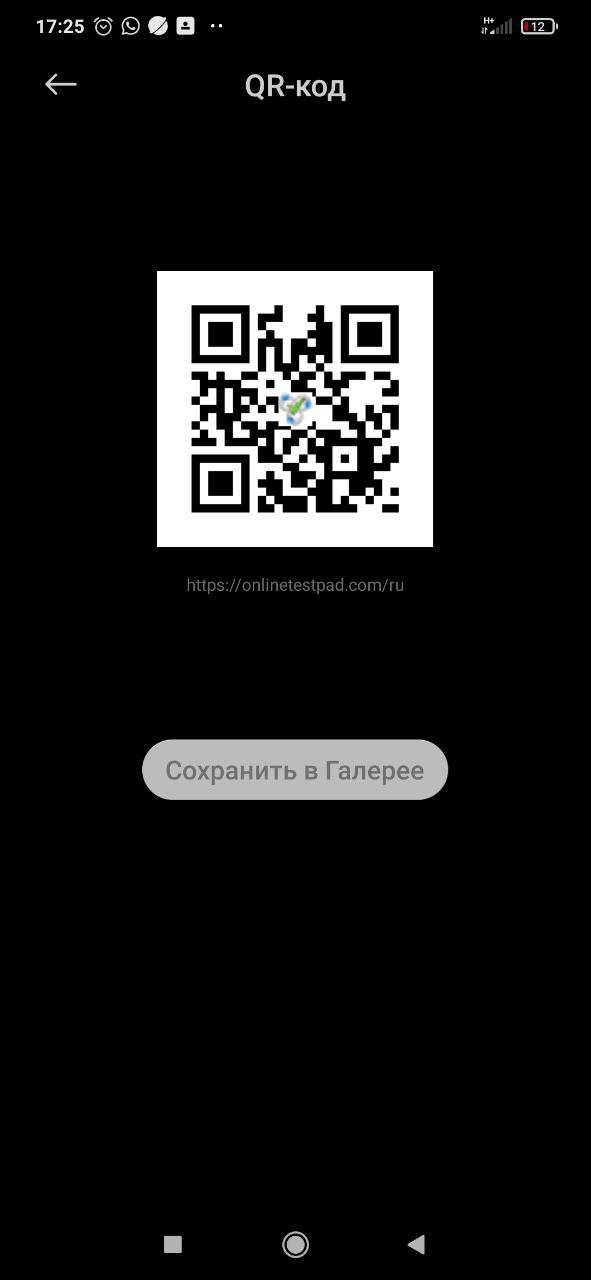 17:25 H+ 12
QR-код
https://onlinetestpad.com/ru
Сохранить в Галерее